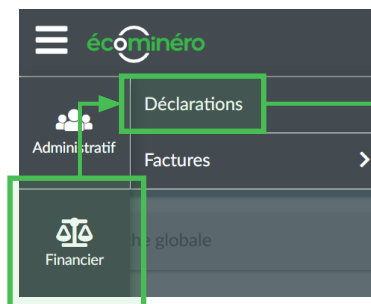 écominéro
Déclarations
Administratif
Factures
he globale
Financier